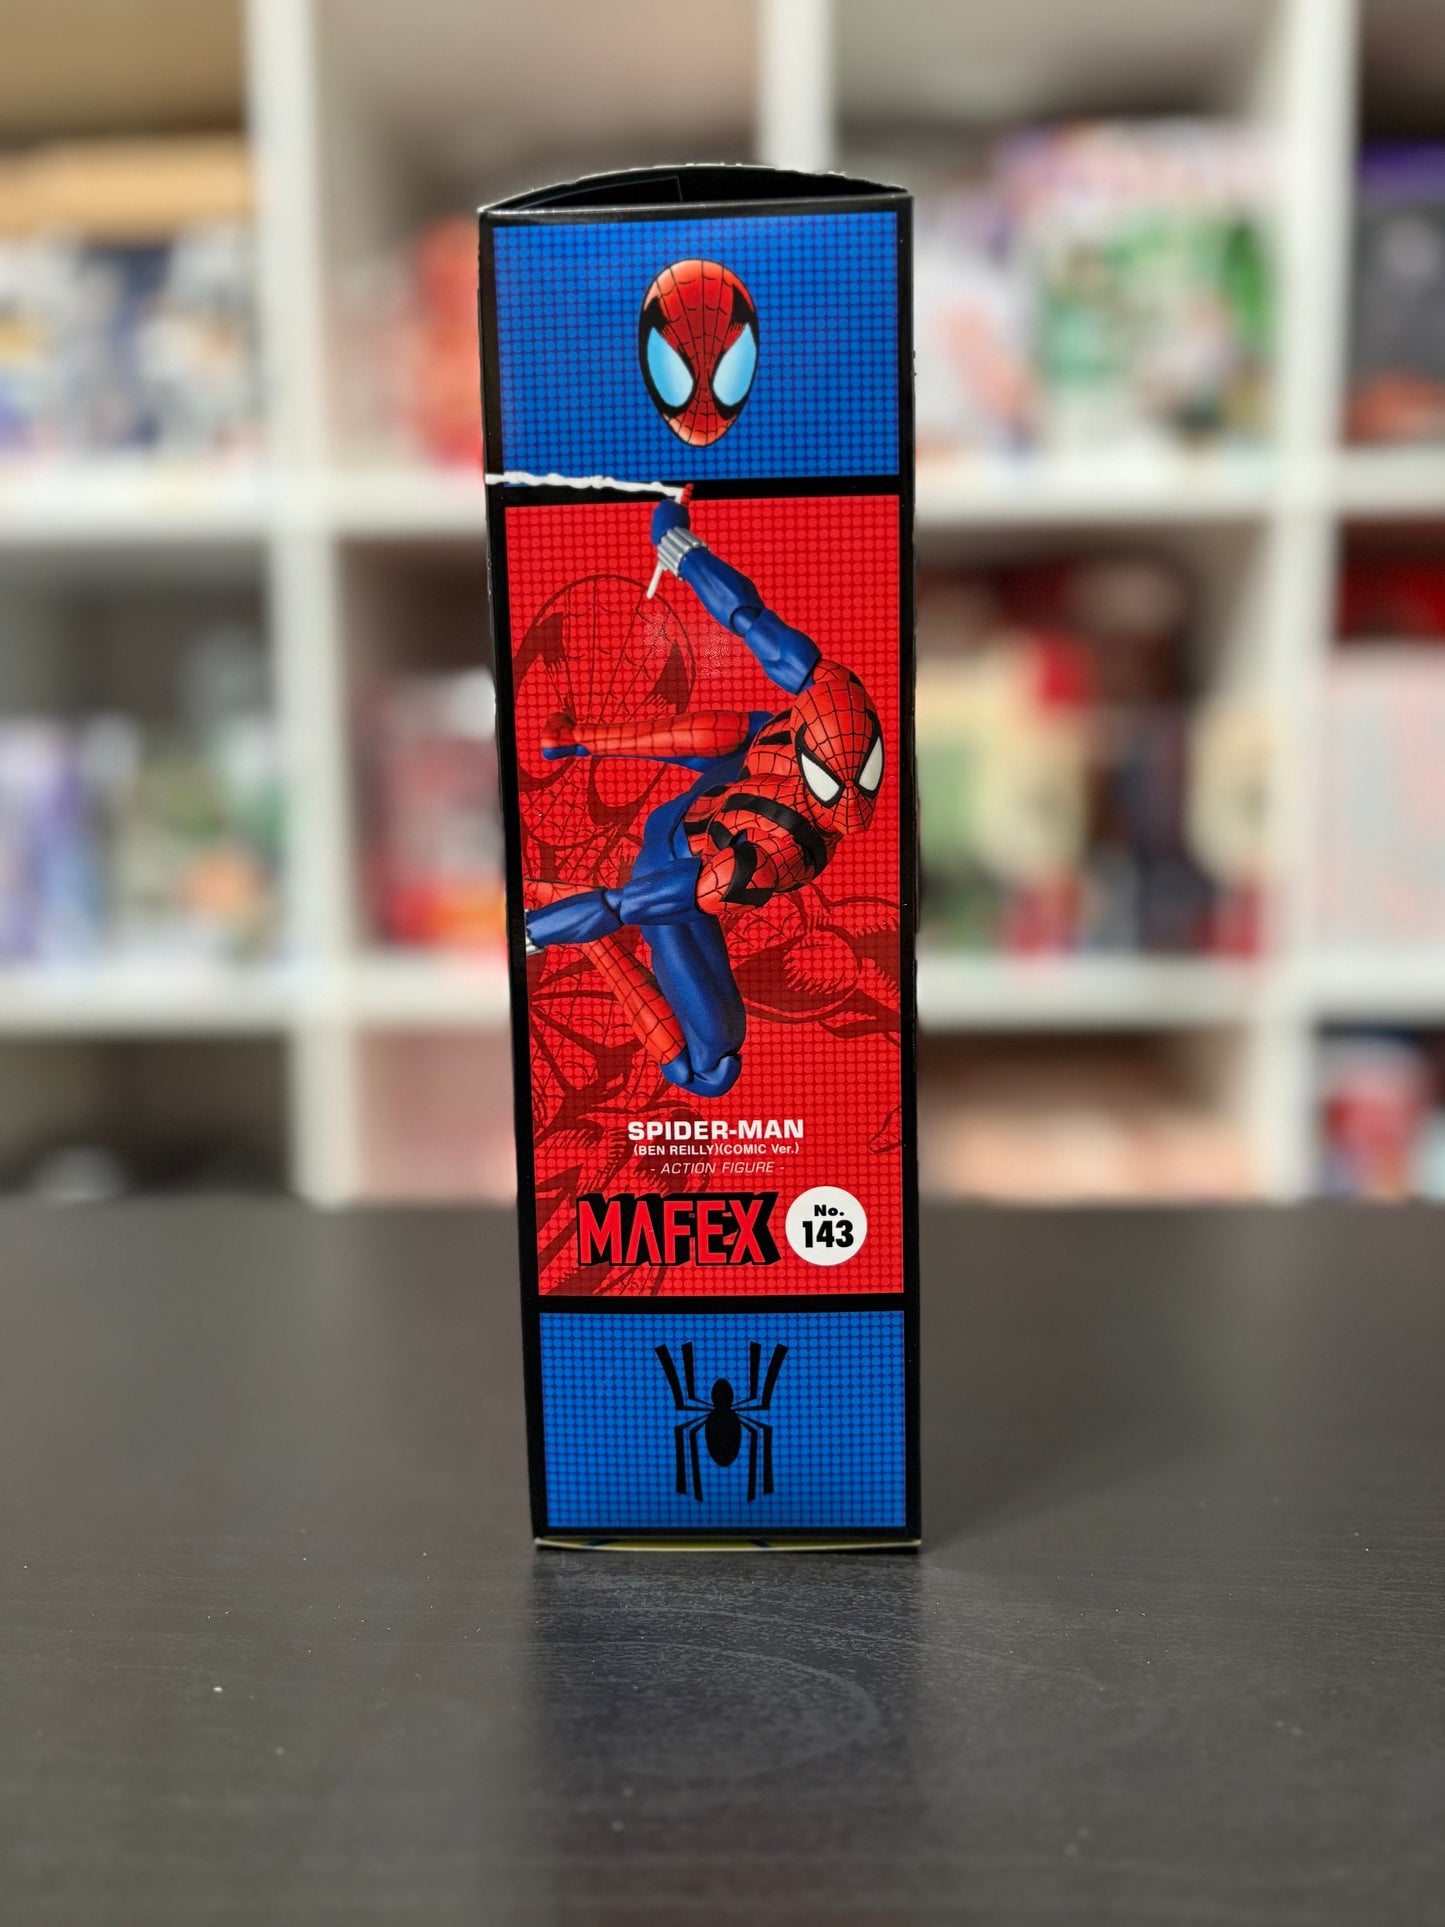 SPIDER-MAN
(BEN REILLY)(COMIC Ver.)
- ACTION FIGURE -
MAFEX
No.
143